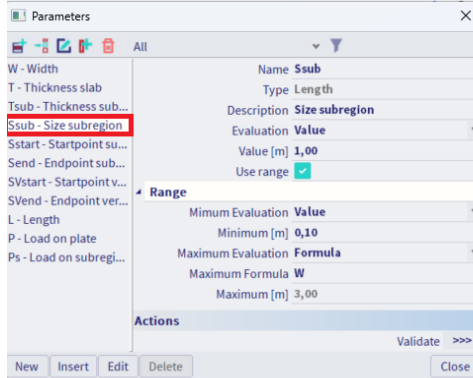 Parameters
All
W - Width
T - Thickness slab
Tsub - Thickness sub...
Ssub - Size subregion
Sstart - Startpoint su...
Send - Endpoint sub...
SVstart - Startpoint v...
SVend - Endpoint ver...
L - Length
P - Load on plate
Ps - Load on subregi...
Name Ssub
Type Length
Description Size subregion
Evaluation Value
Value [m] 1,00
Use range
Range
Mimum Evaluation Value
Minimum [m] 0,10
Maximum Evaluation Formula
Maximum Formula W
Maximum [m] 3,00
Actions
Validate >>>
New Insert Edit Delete Close